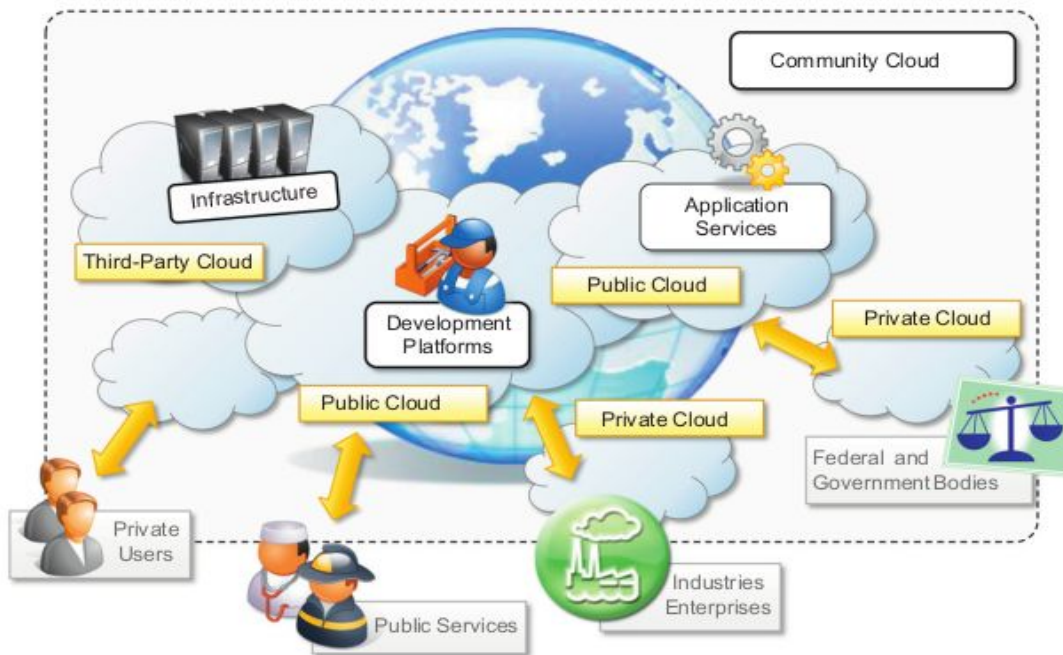 Community Cloud
Infrastructure
Application
Services
Third-Party Cloud
Public Cloud
Development
Platforms
Private Cloud
Public Cloud
Private Cloud
Federal and
Government Bodies
Private
Users
Industries
Enterprises
Public Services